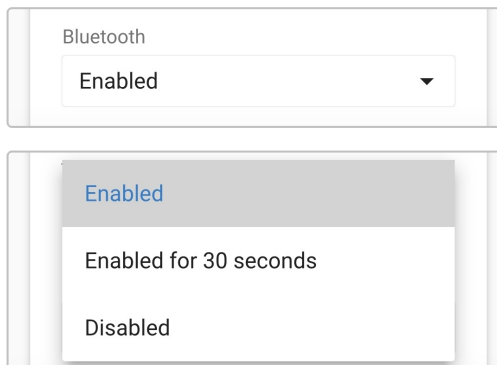 Bluetooth
Enabled
Enabled
Enabled for 30 seconds
Disabled